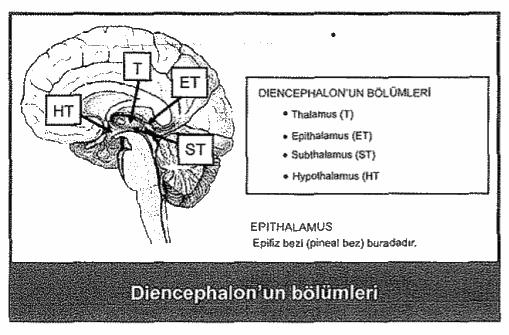 T
ET
HT
ST
DIENCEPHALON'UN BÖLÜMLERİ
• Thalamus (T)
• Epithalamus (ET)
• Subthalamus (ST)
• Hypothalamus (HT
EPITHALAMUS
Epifiz bezi (pineal bez) buradadır.
Diencephalon'un bölümleri